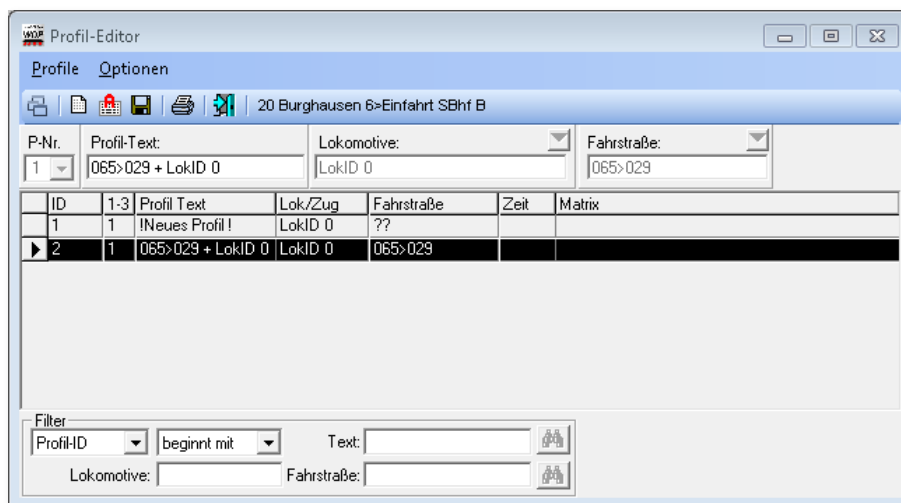 Profil-Editor
Profile Optionen
20 Burghausen 6>Einfahrt SBhf B
P-Nr. Profil-Text: Lokomotive: Fahrstraße:
1 065>029 + LokID 0 LokID 0 065>029
ID 1-3 Profil Text Lok/Zug Fahrstraße Zeit Matrix
1 1 !Neues Profil ! LokID 0 ??
2 1 065>029 + LokID 0 LokID 0 065>029
Filter
Profil-ID beginnt mit Text:
Lokomotive: Fahrstraße: